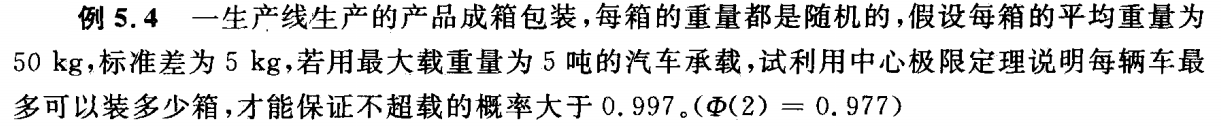 例 5.4 一生产线生产的产品成箱包装,每箱的重量都是随机的,假设每箱的平均重量为
50 kg,标准差为 5 kg,若用最大载重量为 5 吨的汽车承载,试利用中心极限定理说明每辆车最
多可以装多少箱,才能保证不超载的概率大于 0.997。(Φ(2) = 0.977)